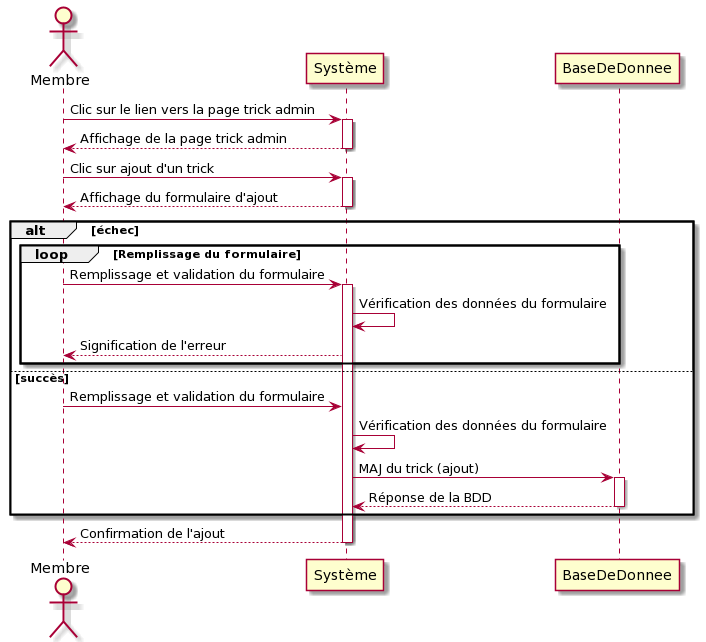 Membre
Système
BaseDeDonnee
Clic sur le lien vers la page trick admin
Affichage de la page trick admin
Clic sur ajout d'un trick
Affichage du formulaire d'ajout
alt [échec]
loop [Remplissage du formulaire]
Remplissage et validation du formulaire
Vérification des données du formulaire
Signification de l'erreur
[succès]
Remplissage et validation du formulaire
Vérification des données du formulaire
MAJ du trick (ajout)
Réponse de la BDD
Confirmation de l'ajout
Membre
Système
BaseDeDonnee